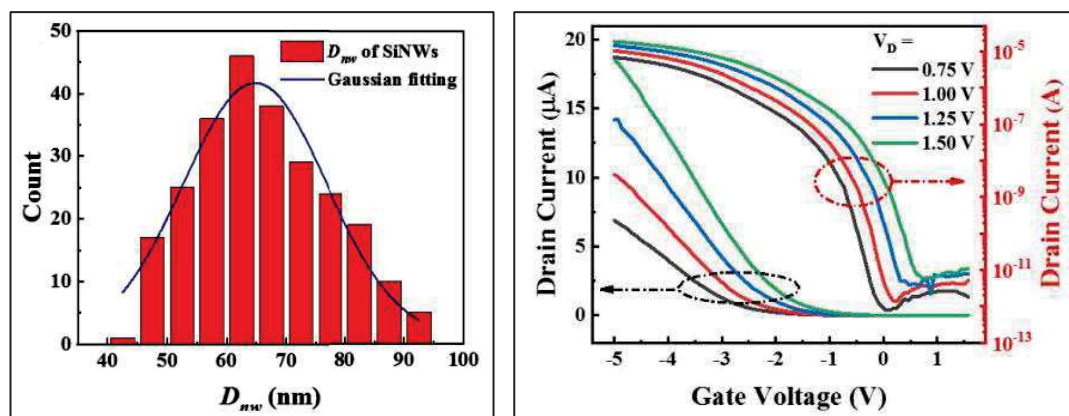 50
40
30
20
10
0
Count
D_nw of SiNWs
Gaussian fitting
40 50 60 70 80 90 100
D_nw (nm)
20
15
10
5
0
Drain Current (μA)
V_D =
0.75 V
1.00 V
1.25 V
1.50 V
10⁻⁵
10⁻⁷
10⁻⁹
10⁻¹¹
10⁻¹³
Drain Current (A)
-5 -4 -3 -2 -1 0 1
Gate Voltage (V)